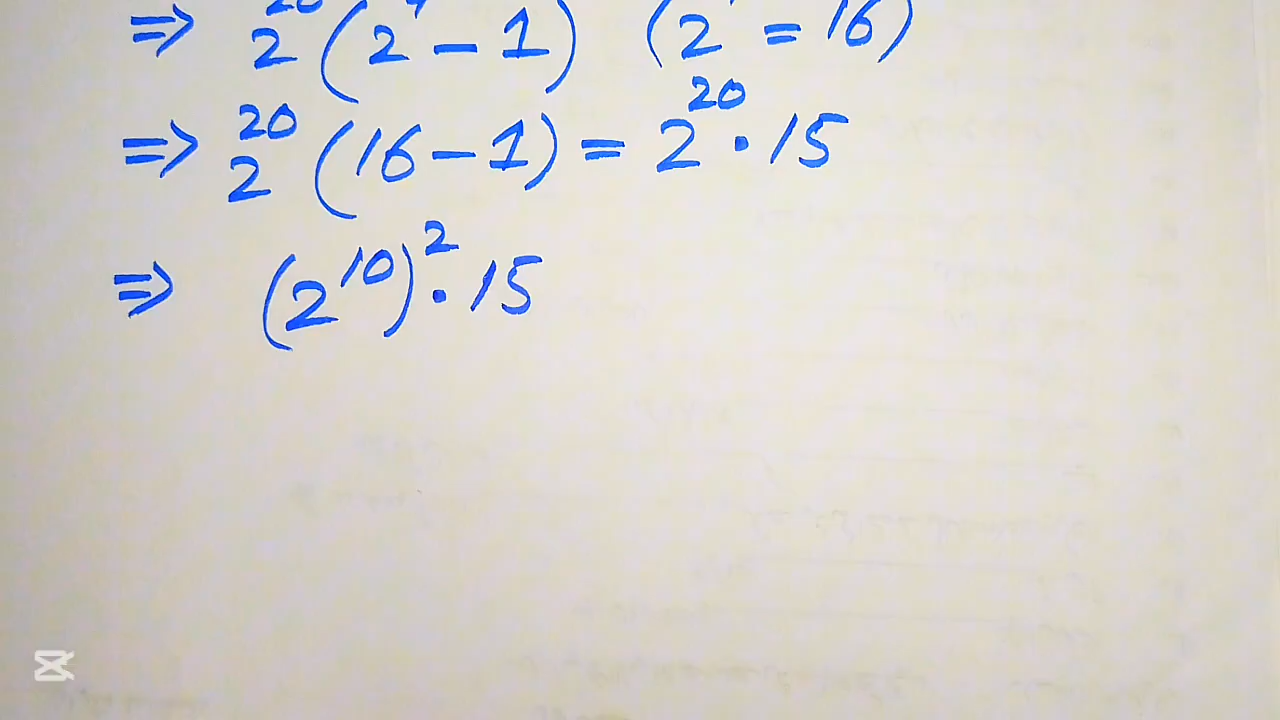 ⇒ 2²⁰(2⁴ − 1) (2⁴ = 16)
⇒ 2²⁰(16 − 1) = 2²⁰ · 15
⇒ (2¹⁰)² · 15